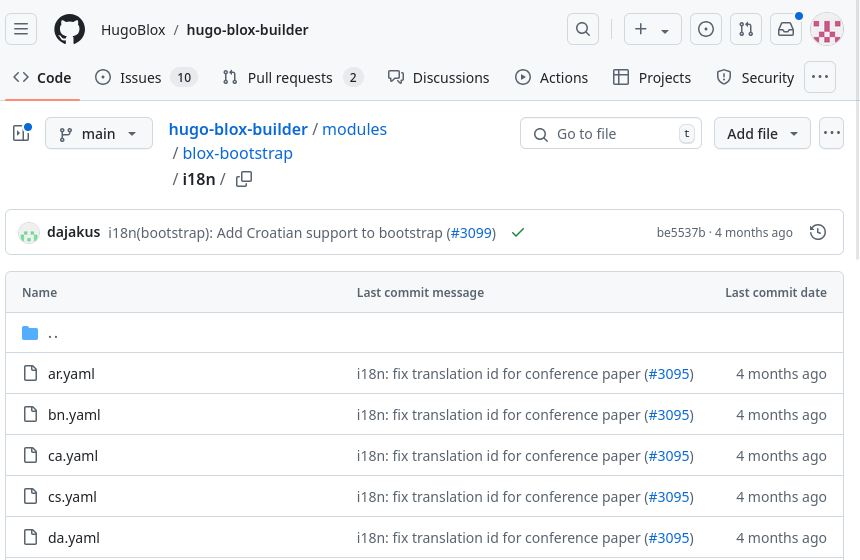 HugoBlox / hugo-blox-builder
Code Issues 10 Pull requests 2 Discussions Actions Projects Security
main
hugo-blox-builder / modules
/ blox-bootstrap
/ i18n /
Go to file t
Add file
dajakus i18n(bootstrap): Add Croatian support to bootstrap (#3099) be5537b · 4 months ago
Name Last commit message Last commit date
..
ar.yaml i18n: fix translation id for conference paper (#3095) 4 months ago
bn.yaml i18n: fix translation id for conference paper (#3095) 4 months ago
ca.yaml i18n: fix translation id for conference paper (#3095) 4 months ago
cs.yaml i18n: fix translation id for conference paper (#3095) 4 months ago
da.yaml i18n: fix translation id for conference paper (#3095) 4 months ago